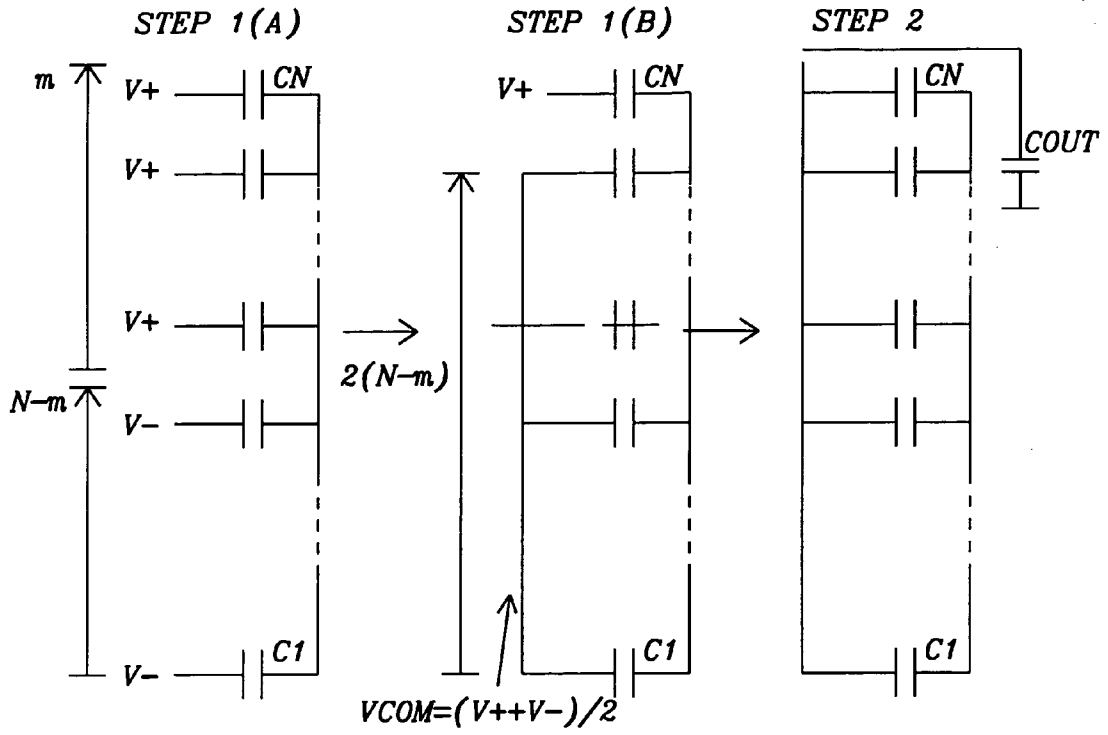 STEP 1(A)
m
V+
CN
V+
V+
N-m
V-
V-
C1
STEP 1(B)
V+
CN
2(N-m)
C1
VCOM=(V++V-)/2
STEP 2
CN
COUT
C1